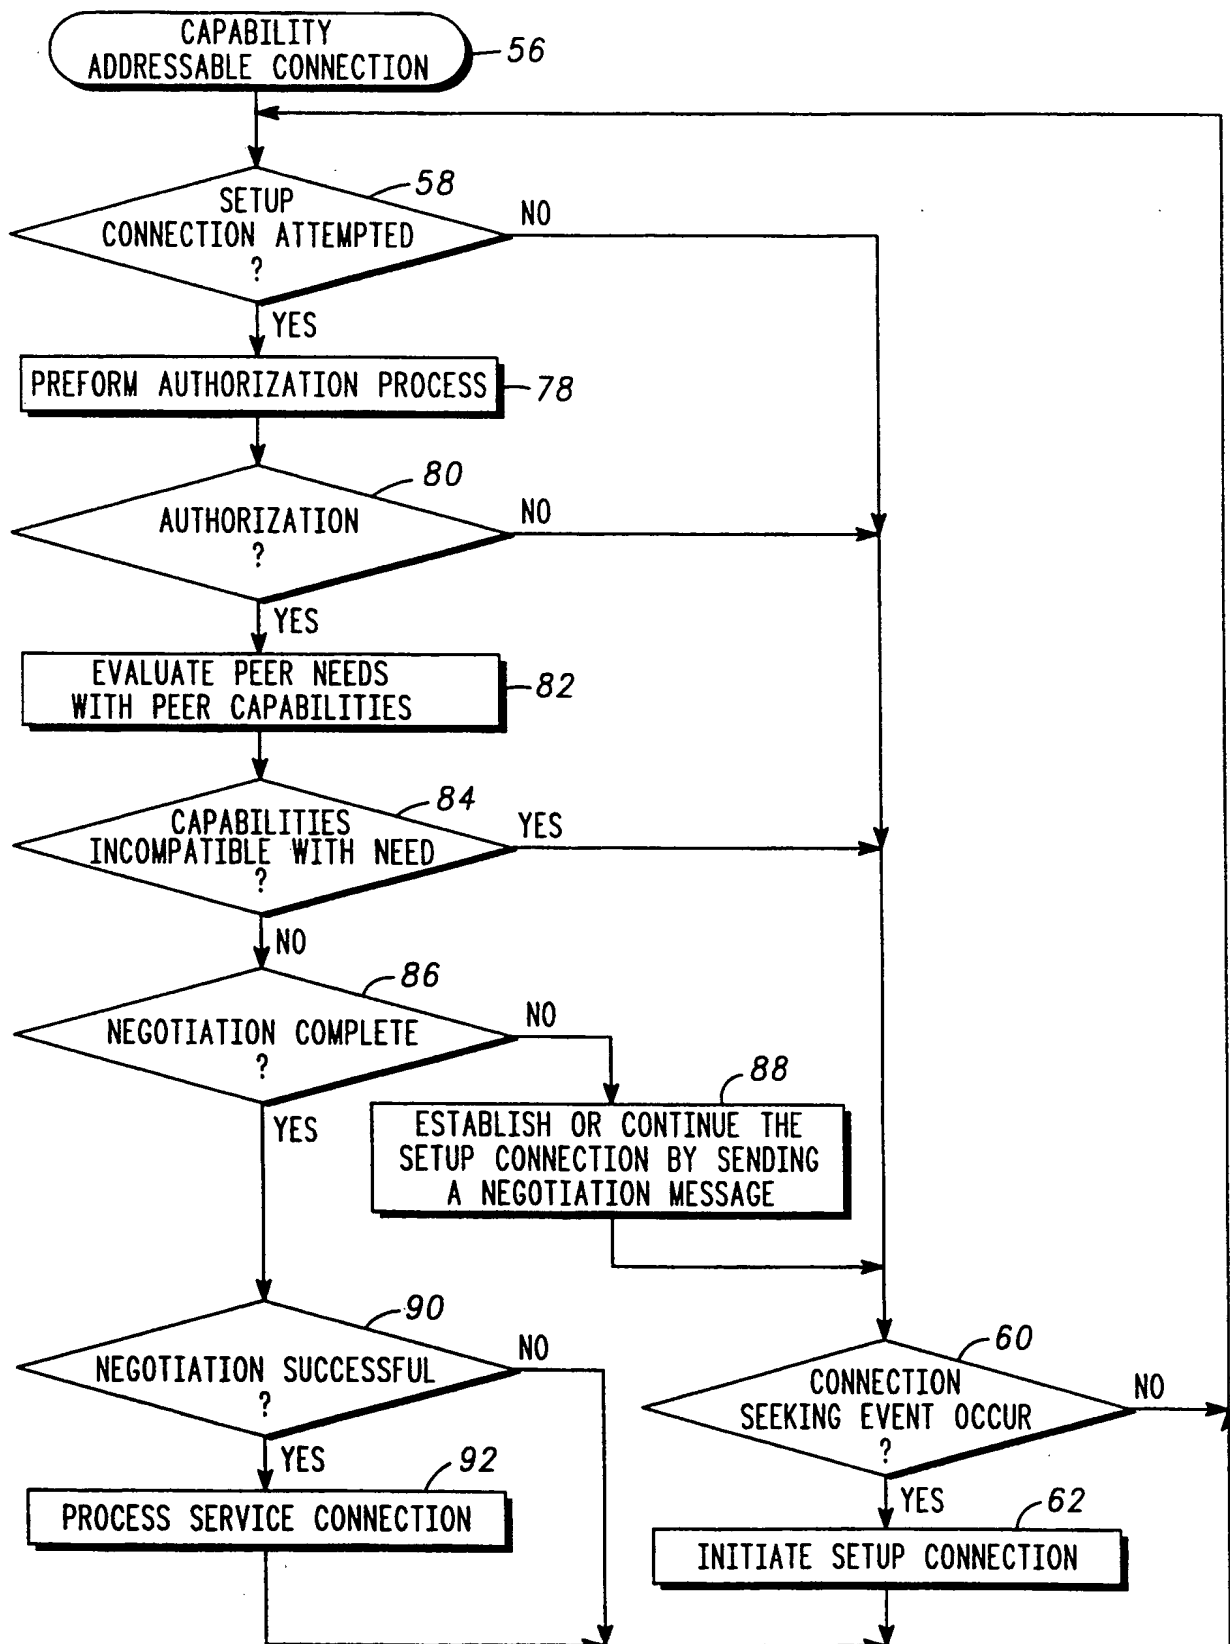 CAPABILITY
ADDRESSABLE CONNECTION
56
58
SETUP
CONNECTION ATTEMPTED
?
NO
YES
PREFORM AUTHORIZATION PROCESS
78
80
AUTHORIZATION
?
NO
YES
EVALUATE PEER NEEDS
WITH PEER CAPABILITIES
82
84
CAPABILITIES
INCOMPATIBLE WITH NEED
?
YES
NO
86
NEGOTIATION COMPLETE
?
NO
YES
88
ESTABLISH OR CONTINUE THE
SETUP CONNECTION BY SENDING
A NEGOTIATION MESSAGE
90
NEGOTIATION SUCCESSFUL
?
NO
YES
92
PROCESS SERVICE CONNECTION
60
CONNECTION
SEEKING EVENT OCCUR
?
NO
YES
62
INITIATE SETUP CONNECTION